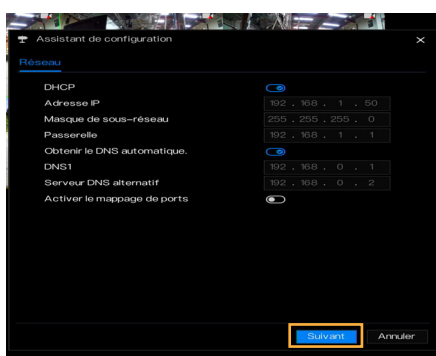 Assistant de configuration
Réseau
DHCP
Adresse IP 192 . 168 . 1 . 50
Masque de sous-réseau 255 . 255 . 255 . 0
Passerelle 192 . 168 . 1 . 1
Obtenir le DNS automatique.
DNS1 192 . 168 . 0 . 1
Serveur DNS alternatif 192 . 168 . 0 . 2
Activer le mappage de ports
Suivant Annuler